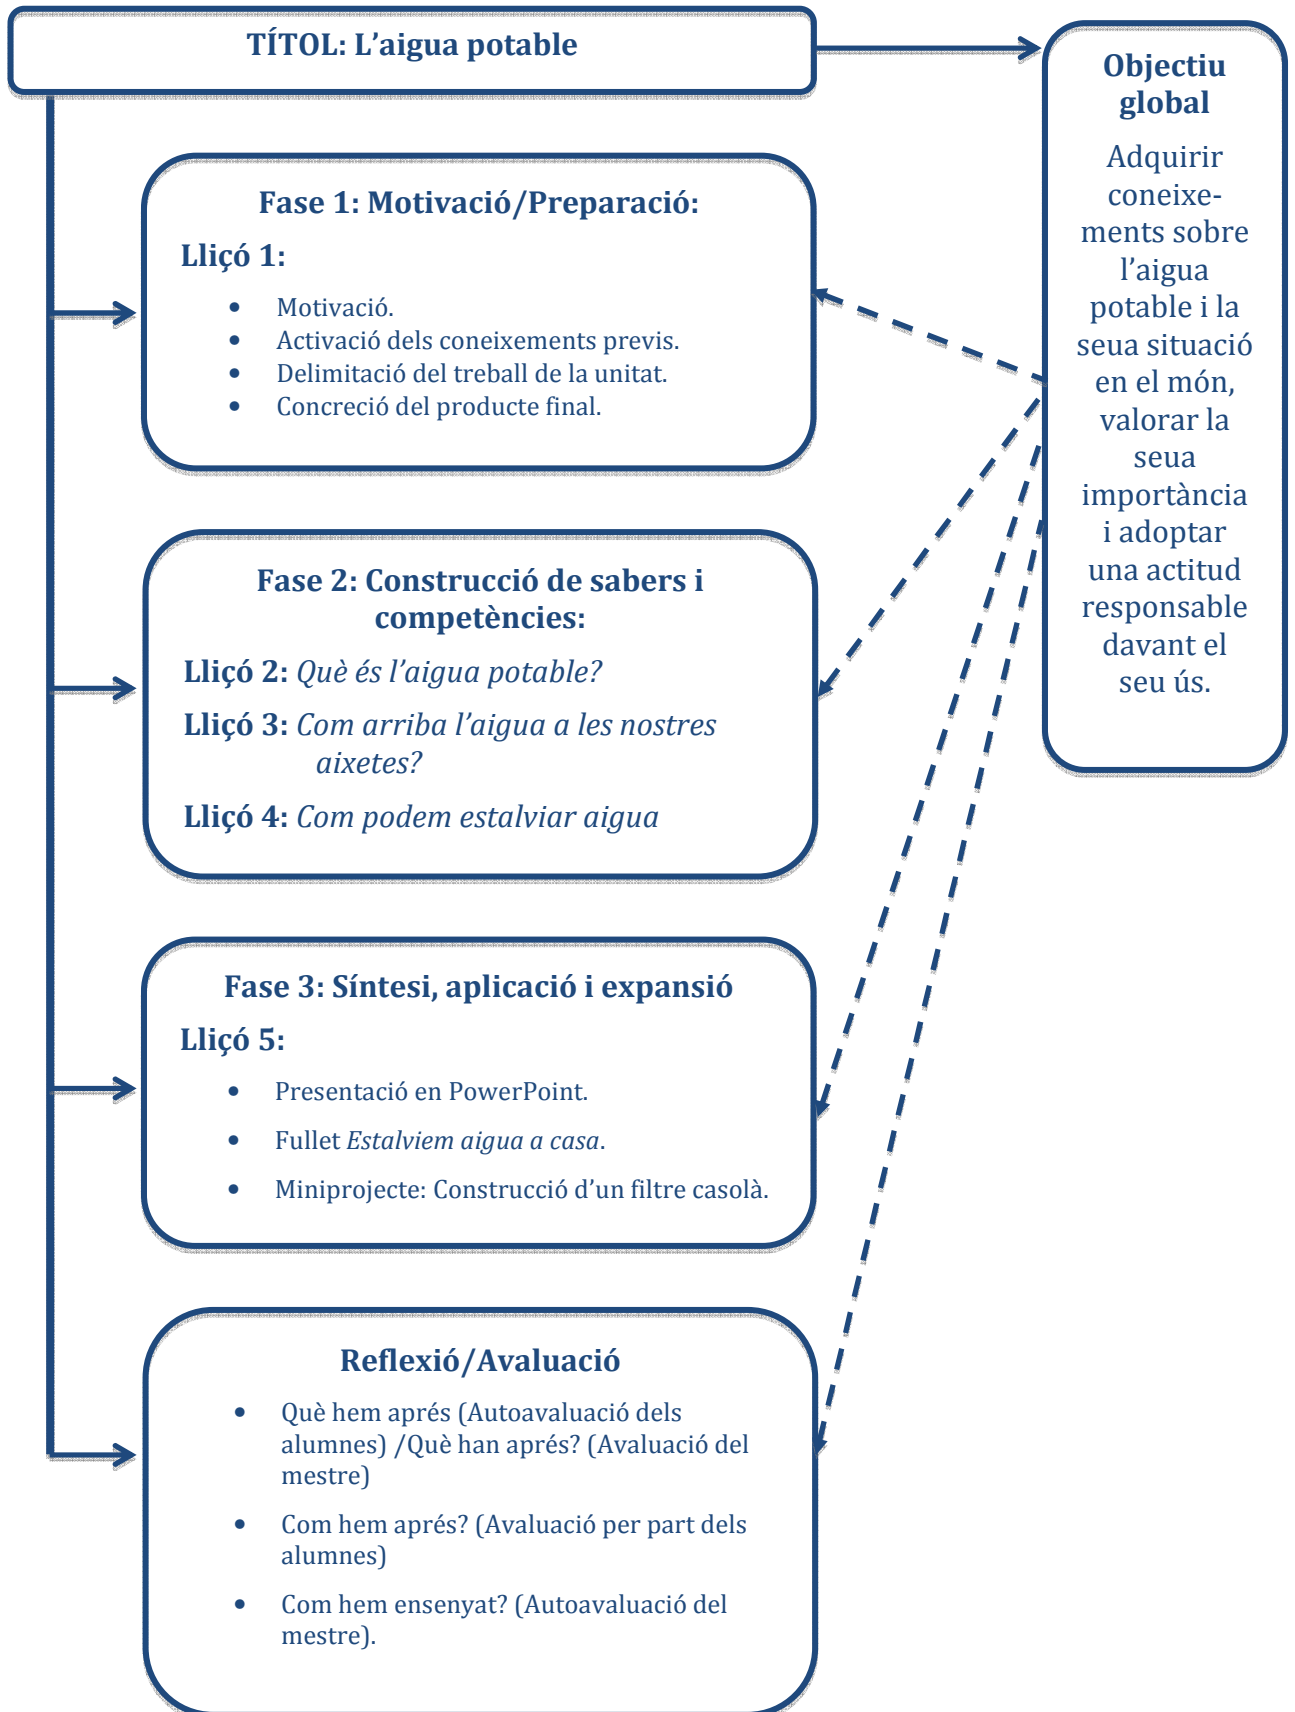 TÍTOL: L’aigua potable
Objectiu
global
Adquirir
coneixe-
ments sobre
l’aigua
potable i la
seua situació
en el món,
valorar la
seua
importància
i adoptar
una actitud
responsable
davant el
seu ús.
Fase 1: Motivació/Preparació:
Lliçó 1:
• Motivació.
• Activació dels coneixements previs.
• Delimitació del treball de la unitat.
• Concreció del producte final.
Fase 2: Construcció de sabers i
competències:
Lliçó 2: Què és l’aigua potable?
Lliçó 3: Com arriba l’aigua a les nostres
aixetes?
Lliçó 4: Com podem estalviar aigua
Fase 3: Síntesi, aplicació i expansió
Lliçó 5:
• Presentació en PowerPoint.
• Fullet Estalviem aigua a casa.
• Miniprojecte: Construcció d’un filtre casolà.
Reflexió/Avaluació
• Què hem aprés (Autoavaluació dels
alumnes) /Què han aprés? (Avaluació del
mestre)
• Com hem aprés? (Avaluació per part dels
alumnes)
• Com hem ensenyat? (Autoavaluació del
mestre).